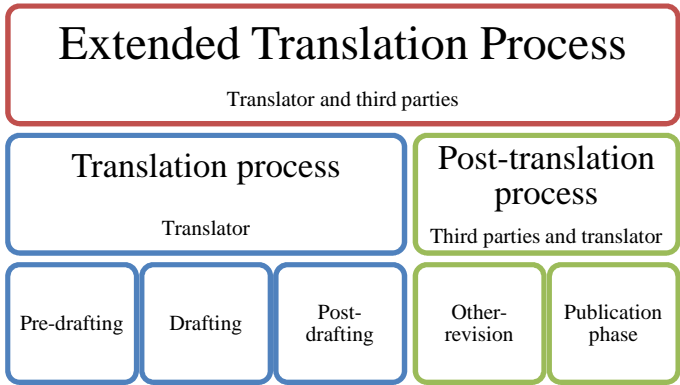 Extended Translation Process
Translator and third parties
Translation process
Translator
Post-translation
process
Third parties and translator
Pre-drafting
Drafting
Post-
drafting
Other-
revision
Publication
phase